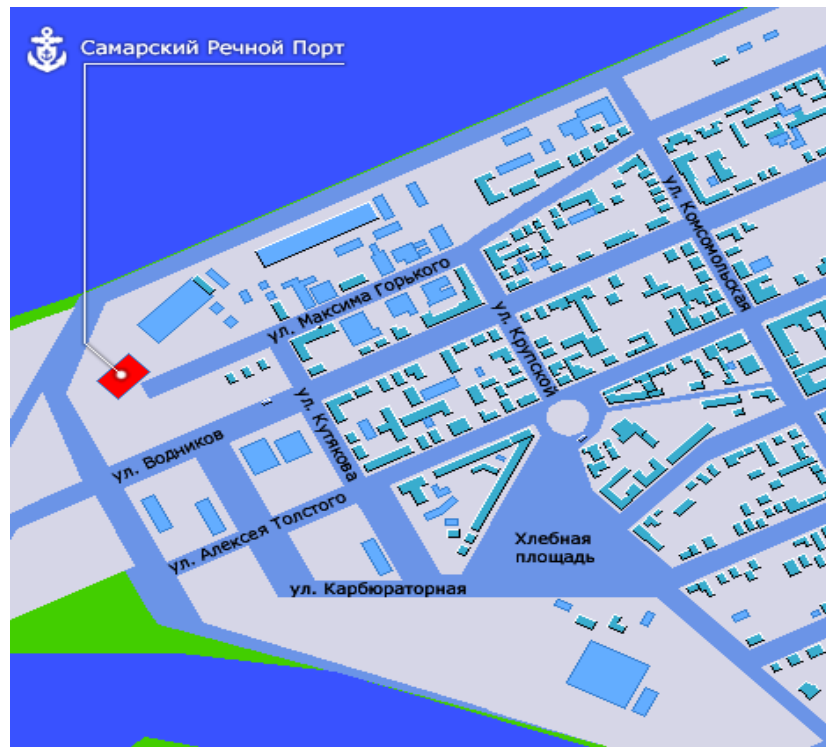 Самарский Речной Порт
ул. Комсомольская
ул. Максима Горького
ул. Крупской
ул. Кутякова
ул. Водников
ул. Алексея Толстого
Хлебная
площадь
ул. Карбюраторная